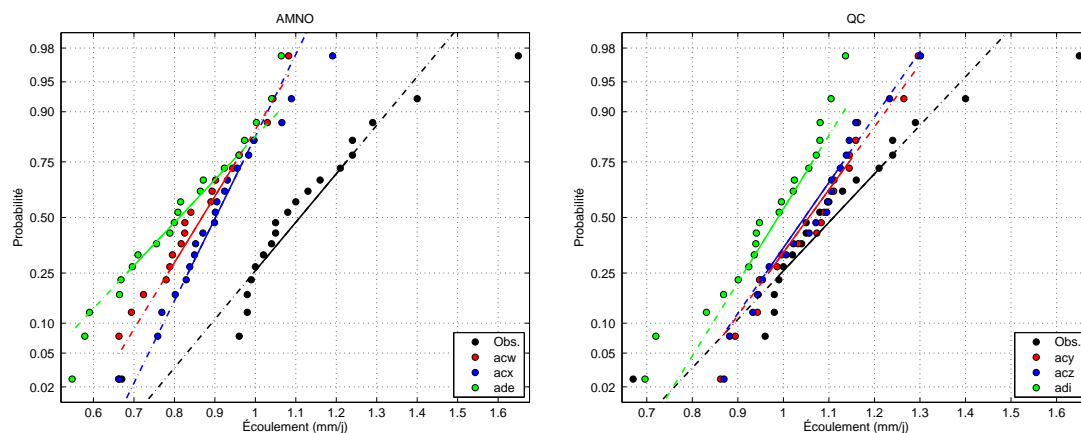 AMNO
Probabilité
0.98
0.95
0.90
0.75
0.50
0.25
0.10
0.05
0.02
0.6 0.7 0.8 0.9 1 1.1 1.2 1.3 1.4 1.5 1.6
Écoulement (mm/j)
Obs.
acw
acx
ade
QC
Probabilité
0.98
0.95
0.90
0.75
0.50
0.25
0.10
0.05
0.02
0.7 0.8 0.9 1 1.1 1.2 1.3 1.4 1.5 1.6
Écoulement (mm/j)
Obs.
acy
acz
adi